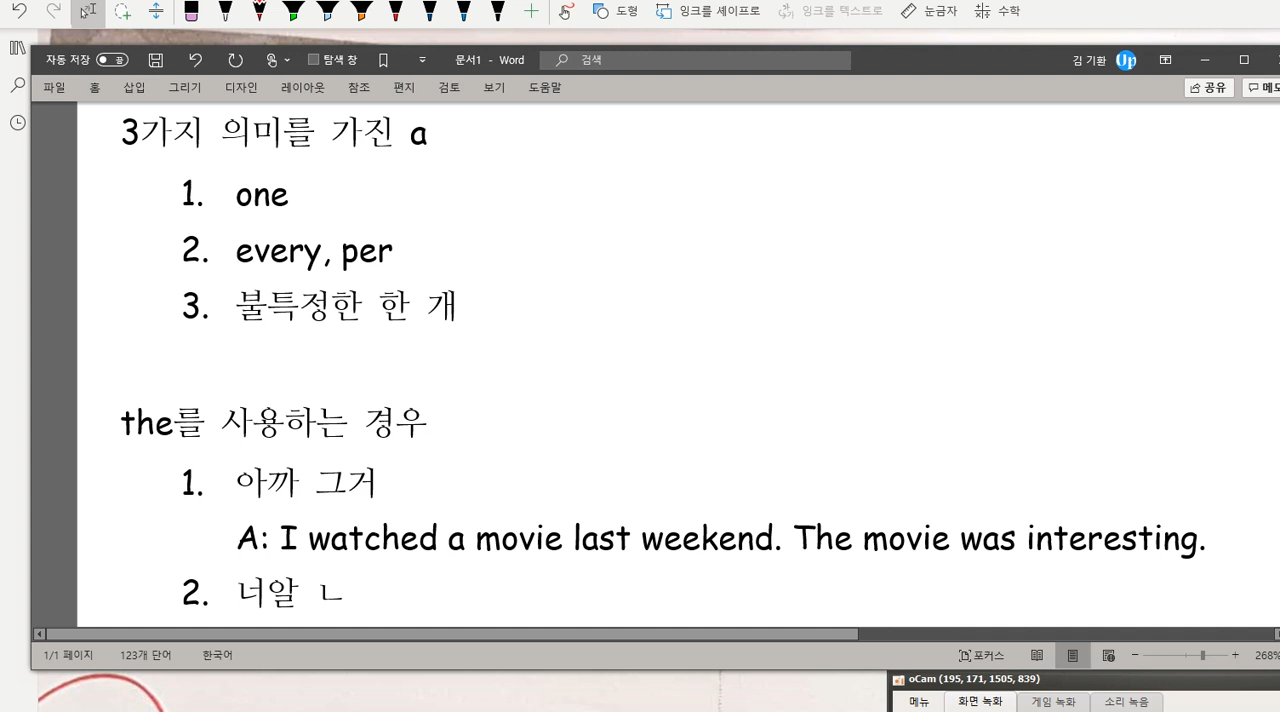 도형 잉크를 셰이프로 잉크를 텍스트로 눈금자 수학
자동 저장 끔 탐색 창 문서1 - Word 검색 김 기환 Up
파일 홈 삽입 그리기 디자인 레이아웃 참조 편지 검토 보기 도움말 공유 메모
3가지 의미를 가진 a
1. one
2. every, per
3. 불특정한 한 개
the를 사용하는 경우
1. 아까 그거
A: I watched a movie last weekend. The movie was interesting.
2. 너알 ㄴ
1/1 페이지 123개 단어 한국어 포커스 268%
oCam (195, 171, 1505, 839)
메뉴 화면 녹화 게임 녹화 소리 녹음